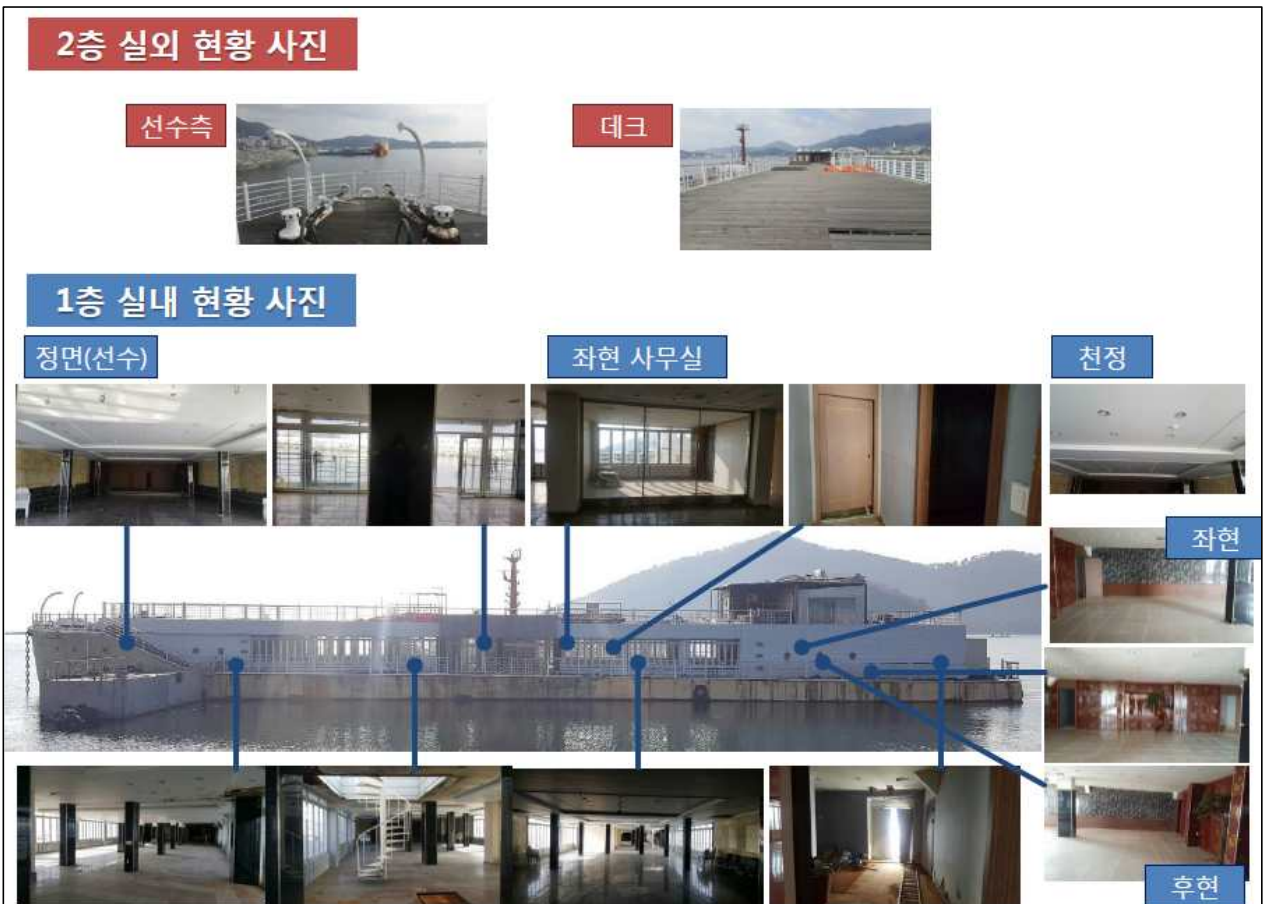 2층 실외 현황 사진
선수측
데크
1층 실내 현황 사진
정면(선수)
좌현 사무실
천정
좌현
후현